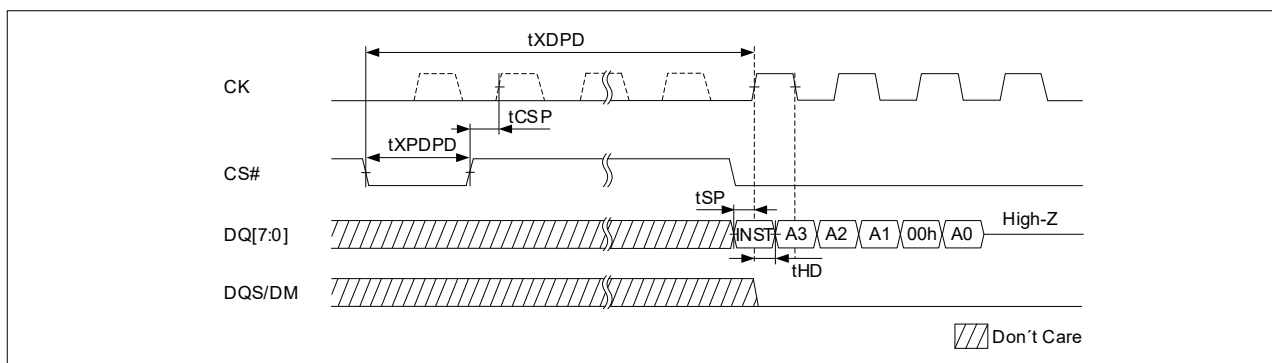 tXDPD
CK
tCSP
tXPDPD
CS#
tSP
DQ[7:0]
INST A3 A2 A1 00h A0 High-Z
tHD
DQS/DM
Don´t Care